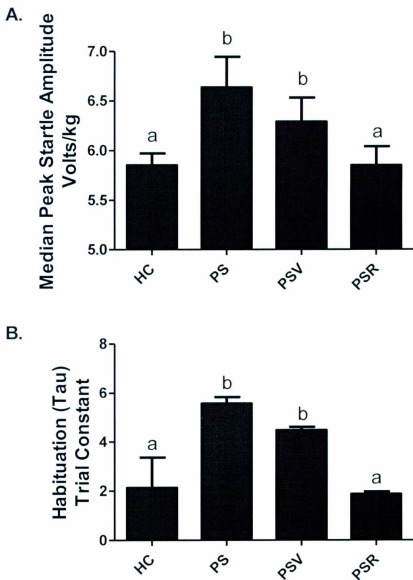 A.
Median Peak Startle Amplitude
Volts/kg
7.0
6.5
6.0
5.5
5.0
a
b
b
a
HC
PS
PSV
PSR
B.
Habituation (Tau)
Trial Constant
8
6
4
2
0
a
b
b
a
HC
PS
PSV
PSR